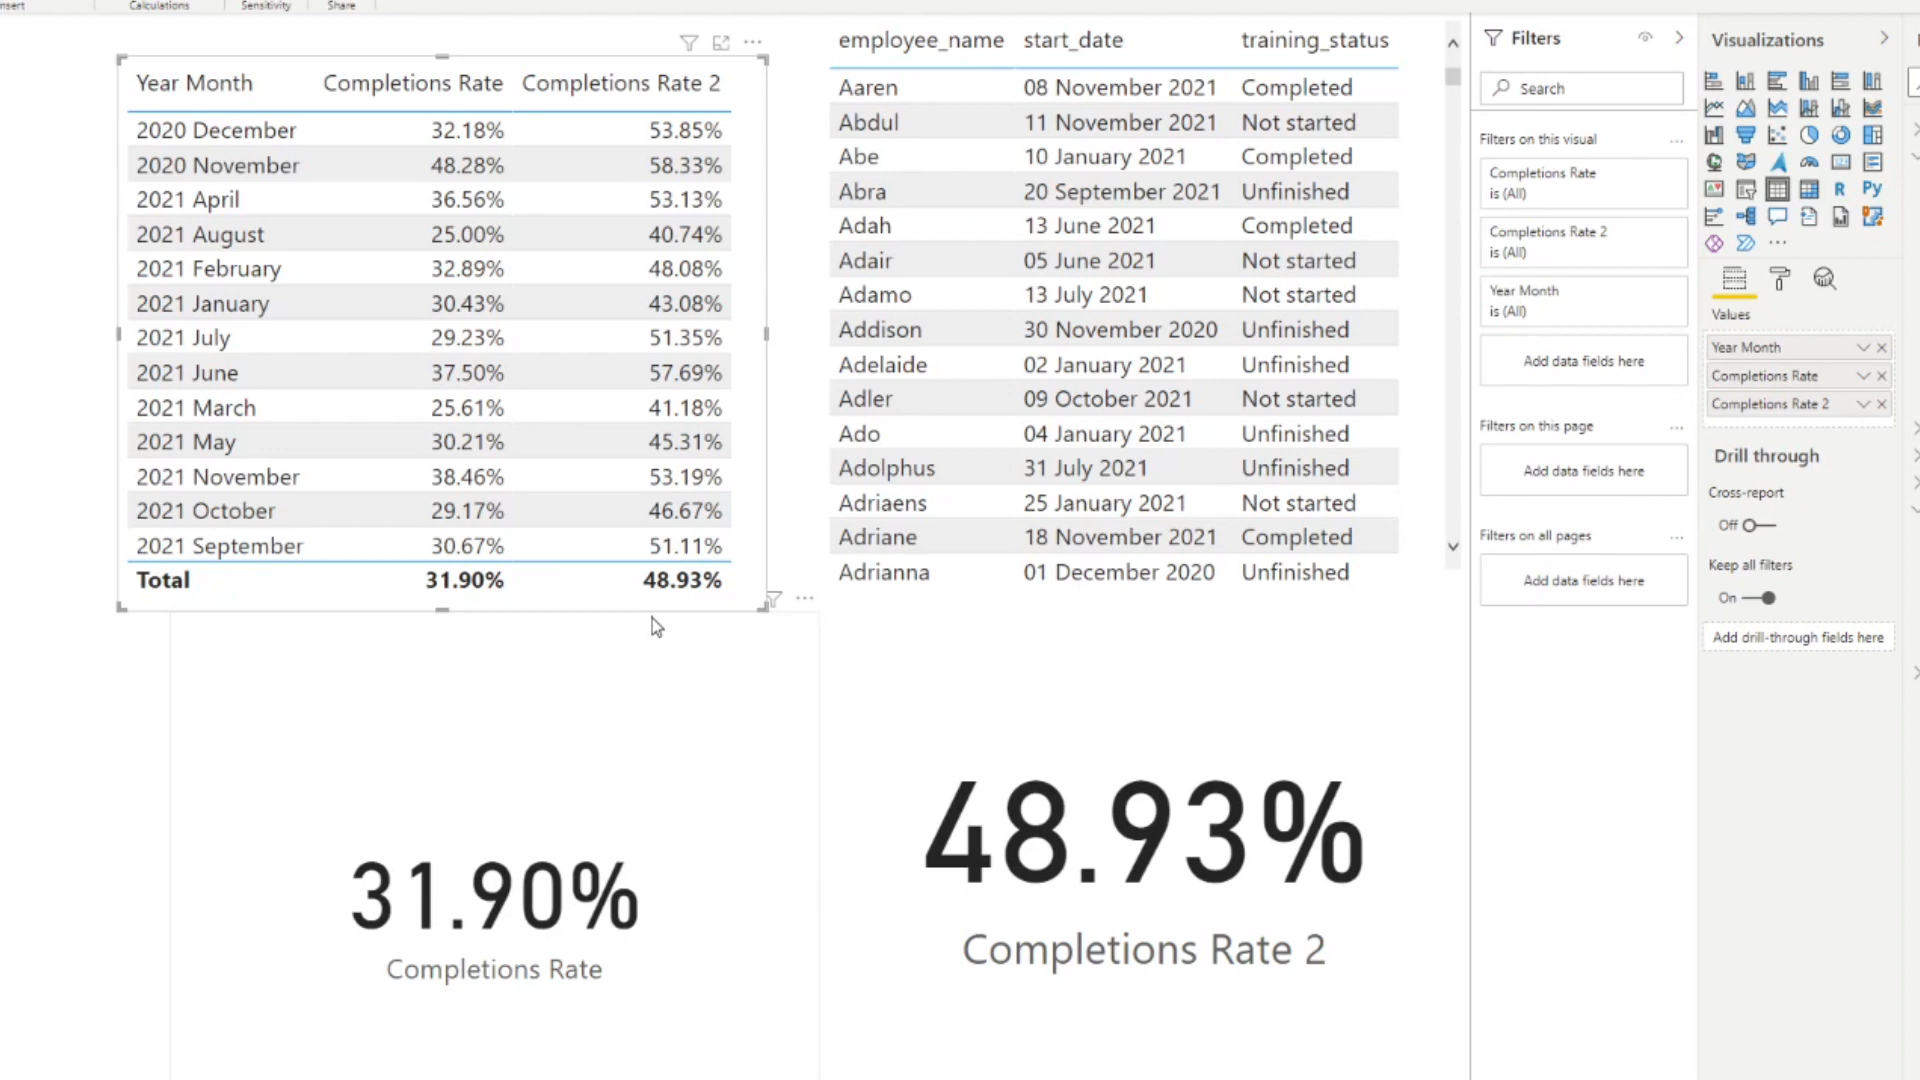 nsert Calculations Sensitivity Share
Year Month Completions Rate Completions Rate 2
2020 December 32.18% 53.85%
2020 November 48.28% 58.33%
2021 April 36.56% 53.13%
2021 August 25.00% 40.74%
2021 February 32.89% 48.08%
2021 January 30.43% 43.08%
2021 July 29.23% 51.35%
2021 June 37.50% 57.69%
2021 March 25.61% 41.18%
2021 May 30.21% 45.31%
2021 November 38.46% 53.19%
2021 October 29.17% 46.67%
2021 September 30.67% 51.11%
Total 31.90% 48.93%
employee_name start_date training_status
Aaren 08 November 2021 Completed
Abdul 11 November 2021 Not started
Abe 10 January 2021 Completed
Abra 20 September 2021 Unfinished
Adah 13 June 2021 Completed
Adair 05 June 2021 Not started
Adamo 13 July 2021 Not started
Addison 30 November 2020 Unfinished
Adelaide 02 January 2021 Unfinished
Adler 09 October 2021 Not started
Ado 04 January 2021 Unfinished
Adolphus 31 July 2021 Unfinished
Adriaens 25 January 2021 Not started
Adriane 18 November 2021 Completed
Adrianna 01 December 2020 Unfinished
31.90%
Completions Rate
48.93%
Completions Rate 2
Filters
Search
Filters on this visual
Completions Rate
is (All)
Completions Rate 2
is (All)
Year Month
is (All)
Add data fields here
Filters on this page
Add data fields here
Filters on all pages
Add data fields here
Visualizations
R Py
Values
Year Month
Completions Rate
Completions Rate 2
Drill through
Cross-report
Off
Keep all filters
On
Add drill-through fields here